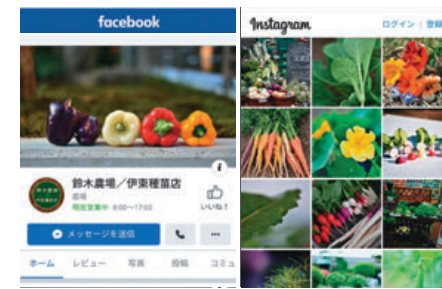 facebook
鈴木農場／伊東種苗店
農場
現在営業中・8:00〜17:00
いいね！
メッセージを送信
ホーム レビュー 写真 投稿 コミュ
Instagram
ログイン | 登録